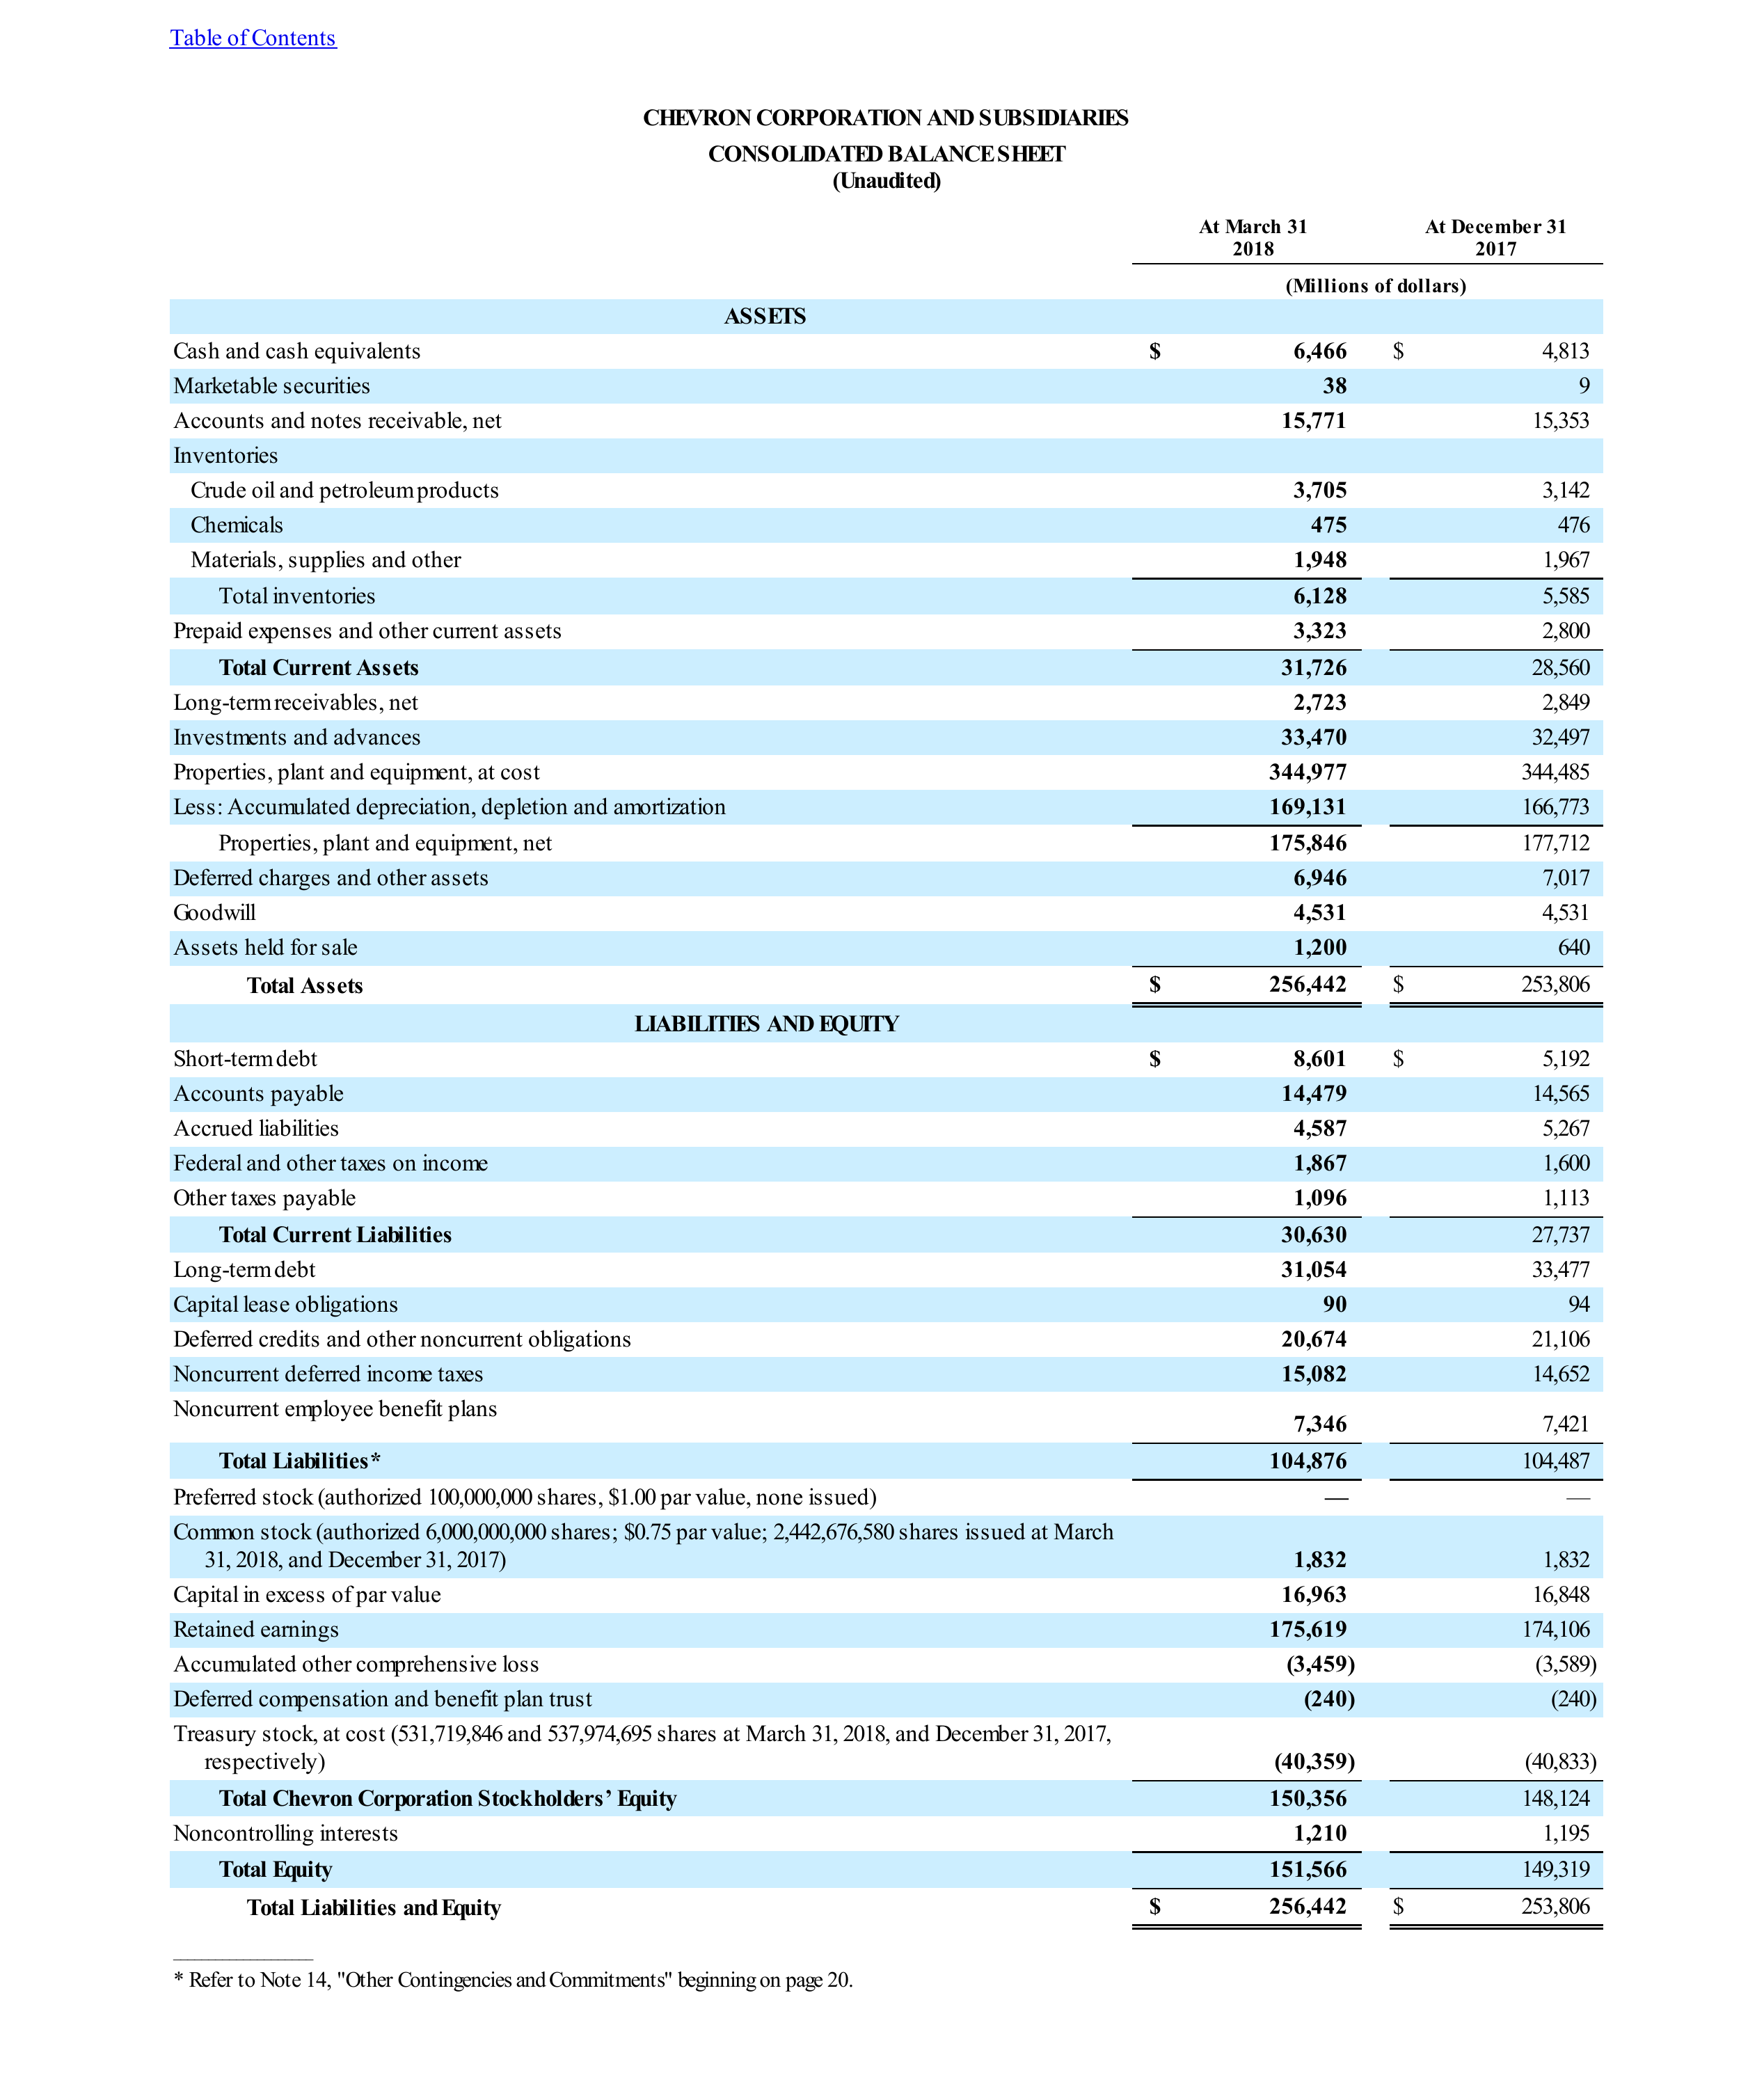 Table of Contents
CHEVRON CORPORATION AND SUBSIDIARIES
CONSOLIDATED BALANCE SHEET
(Unaudited)
At March 31 At December 31
2018 2017
(Millions of dollars)
ASSETS
Cash and cash equivalents $ 6,466 $ 4,813
Marketable securities 38 9
Accounts and notes receivable, net 15,771 15,353
Inventories
Crude oil and petroleum products 3,705 3,142
Chemicals 475 476
Materials, supplies and other 1,948 1,967
Total inventories 6,128 5,585
Prepaid expenses and other current assets 3,323 2,800
Total Current Assets 31,726 28,560
Long-term receivables, net 2,723 2,849
Investments and advances 33,470 32,497
Properties, plant and equipment, at cost 344,977 344,485
Less: Accumulated depreciation, depletion and amortization 169,131 166,773
Properties, plant and equipment, net 175,846 177,712
Deferred charges and other assets 6,946 7,017
Goodwill 4,531 4,531
Assets held for sale 1,200 640
Total Assets $ 256,442 $ 253,806
LIABILITIES AND EQUITY
Short-term debt $ 8,601 $ 5,192
Accounts payable 14,479 14,565
Accrued liabilities 4,587 5,267
Federal and other taxes on income 1,867 1,600
Other taxes payable 1,096 1,113
Total Current Liabilities 30,630 27,737
Long-term debt 31,054 33,477
Capital lease obligations 90 94
Deferred credits and other noncurrent obligations 20,674 21,106
Noncurrent deferred income taxes 15,082 14,652
Noncurrent employee benefit plans 7,346 7,421
Total Liabilities* 104,876 104,487
Preferred stock (authorized 100,000,000 shares, $1.00 par value, none issued) — —
Common stock (authorized 6,000,000,000 shares; $0.75 par value; 2,442,676,580 shares issued at March
31, 2018, and December 31, 2017) 1,832 1,832
Capital in excess of par value 16,963 16,848
Retained earnings 175,619 174,106
Accumulated other comprehensive loss (3,459) (3,589)
Deferred compensation and benefit plan trust (240) (240)
Treasury stock, at cost (531,719,846 and 537,974,695 shares at March 31, 2018, and December 31, 2017,
respectively) (40,359) (40,833)
Total Chevron Corporation Stockholders’ Equity 150,356 148,124
Noncontrolling interests 1,210 1,195
Total Equity 151,566 149,319
Total Liabilities and Equity $ 256,442 $ 253,806
* Refer to Note 14, "Other Contingencies and Commitments" beginning on page 20.